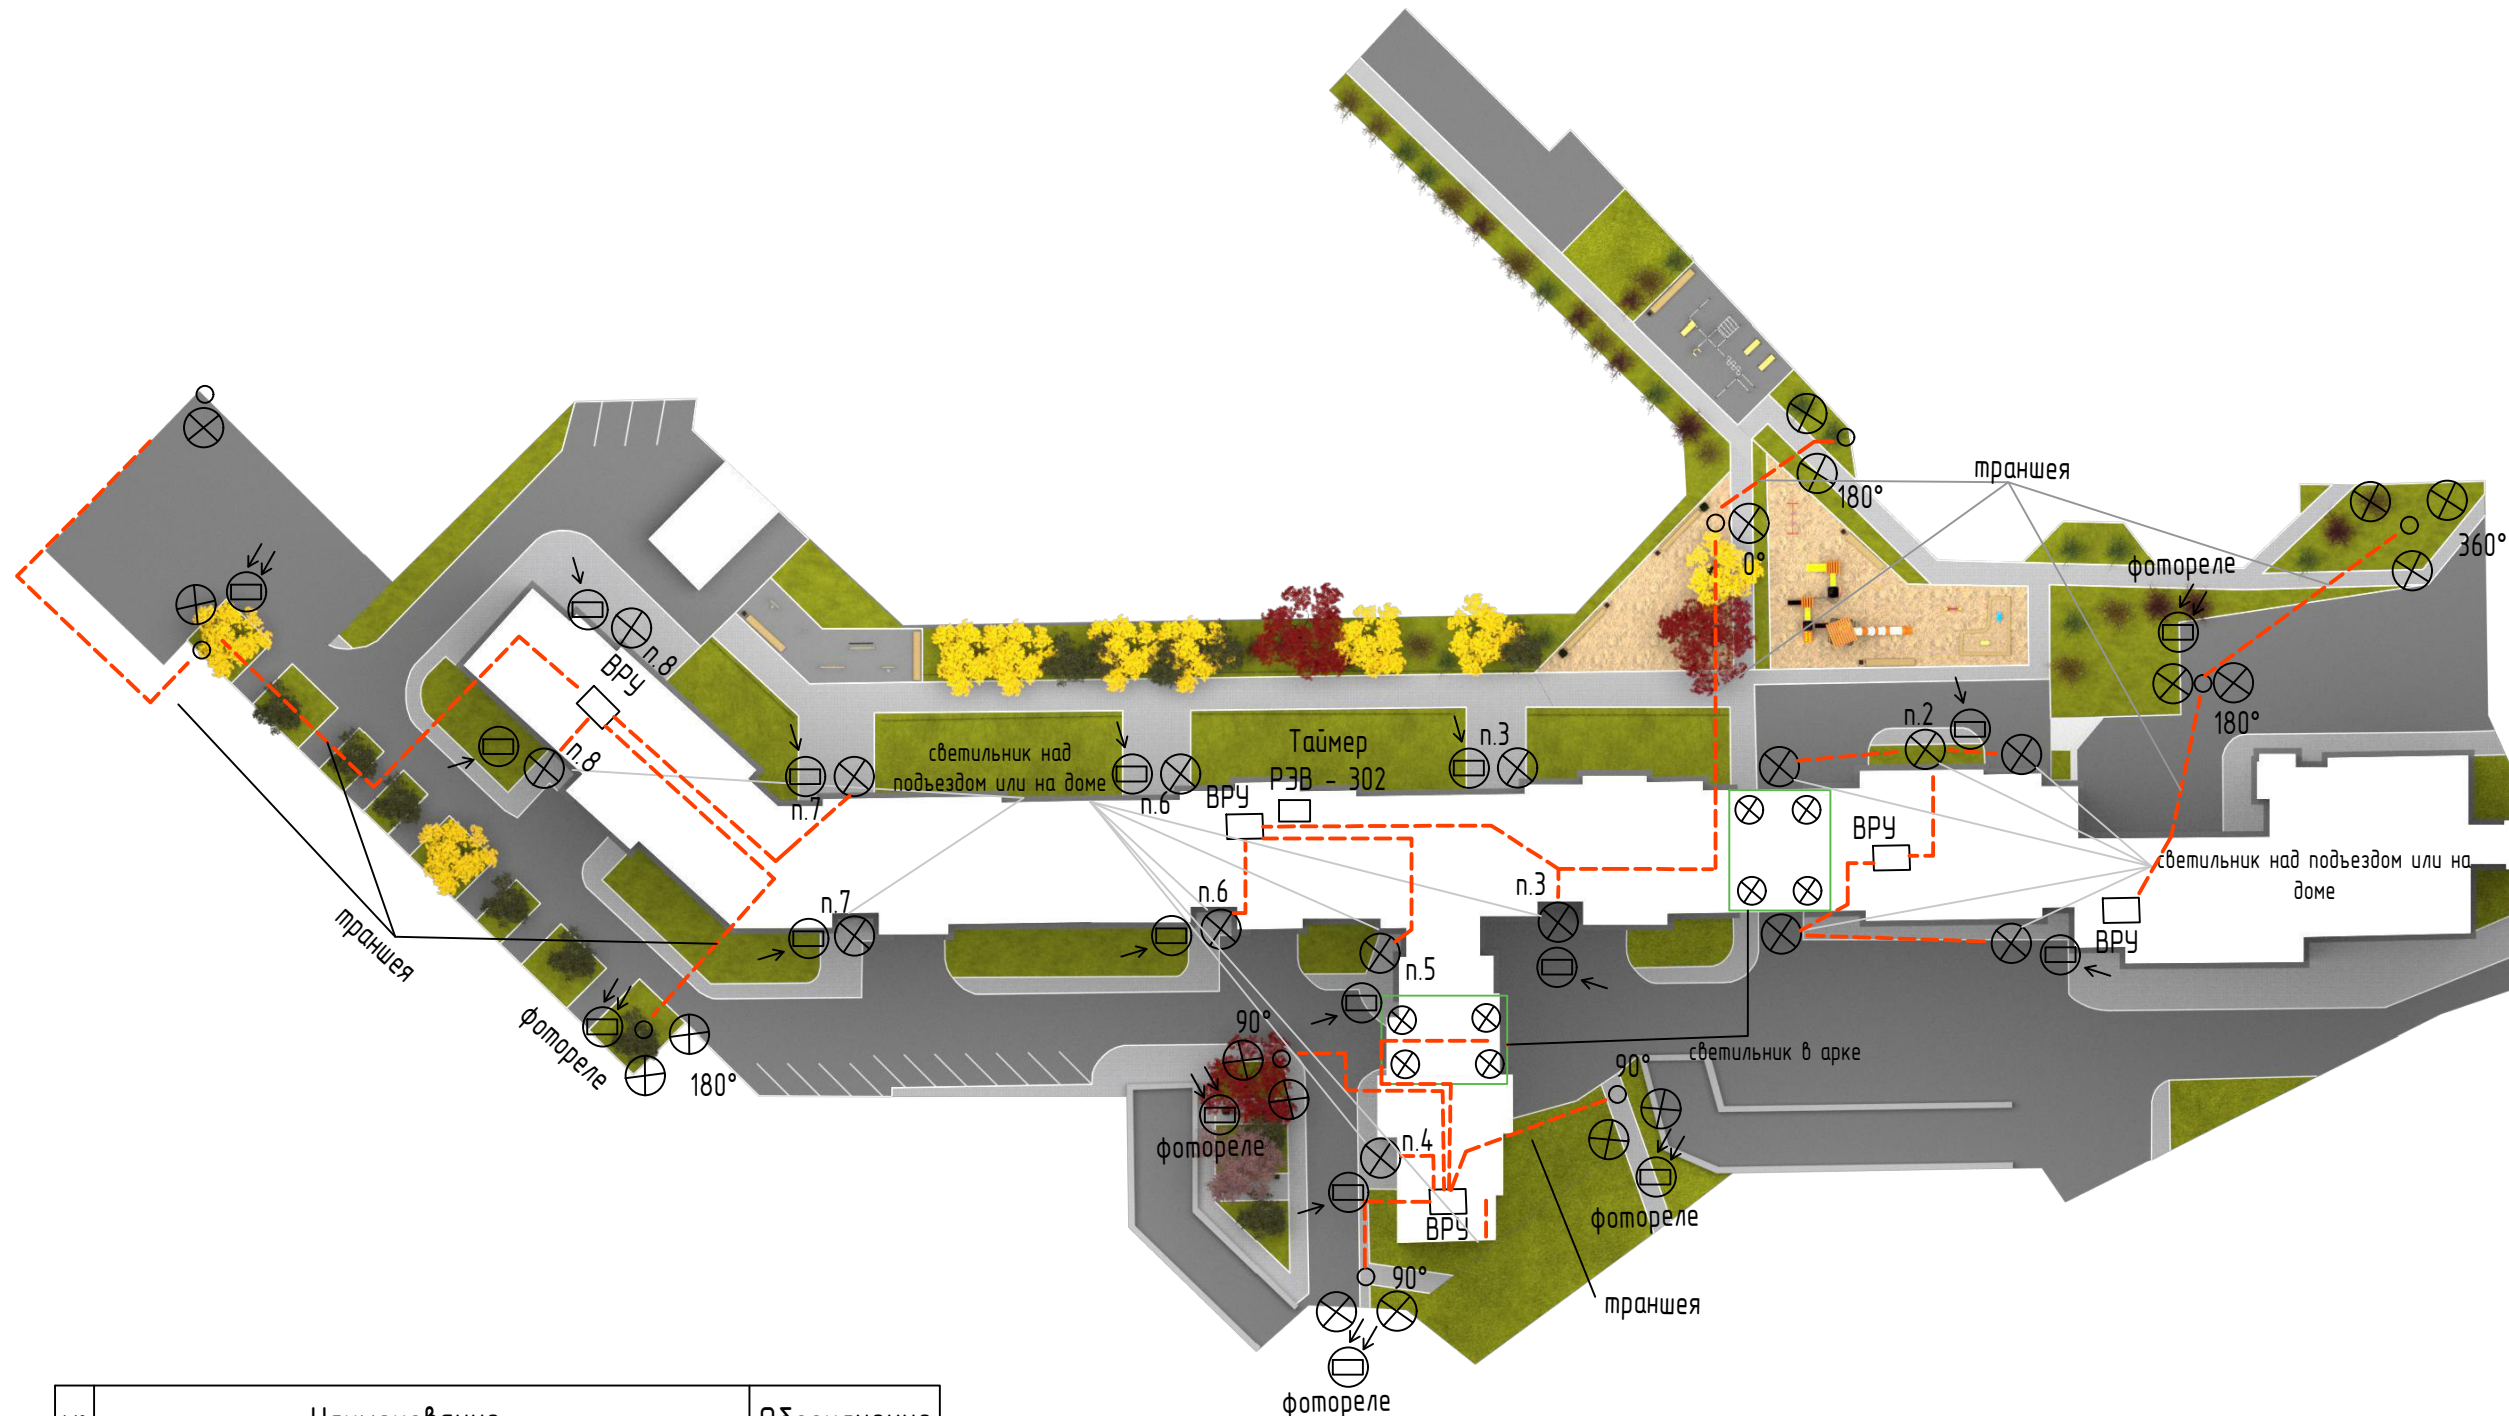 траншея
180°
0°
360°
фотореле
180°
п.8
ВРУ
п.8
п.7
светильник над
подъездом или на доме
п.6
Таймер
РЭВ - 302
ВРУ
п.3
п.2
ВРУ
светильник над подъездом или на
доме
ВРУ
п.7
п.6
п.3
п.5
траншея
фотореле
180°
90°
светильник в арке
90°
фотореле
п.4
ВРУ
фотореле
90°
траншея
фотореле